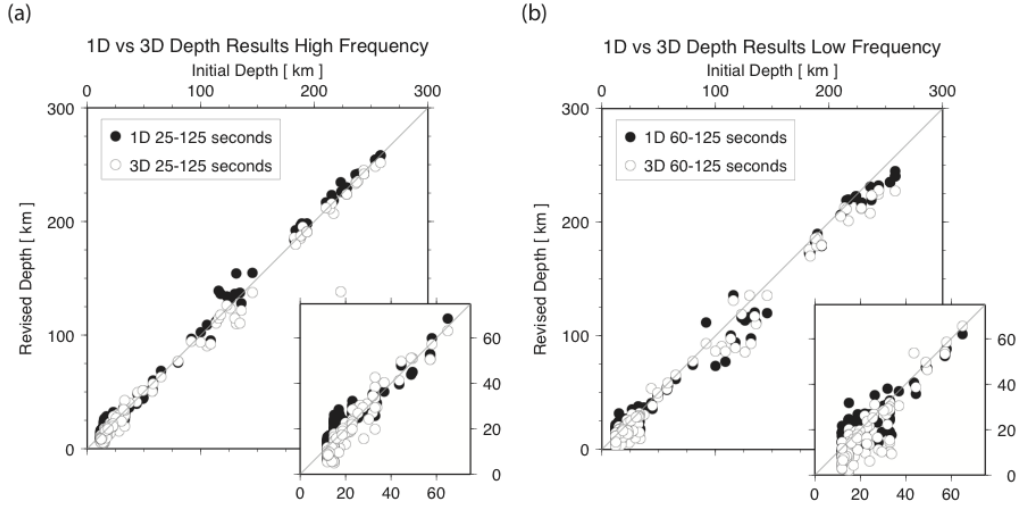 (a)
1D vs 3D Depth Results High Frequency
Initial Depth [ km ]
0 100 200 300
300
1D 25-125 seconds
3D 25-125 seconds
200
Revised Depth [ km ]
100
60
40
20
0
0
0 20 40 60
(b)
1D vs 3D Depth Results Low Frequency
Initial Depth [ km ]
0 100 200 300
300
1D 60-125 seconds
3D 60-125 seconds
200
Revised Depth [ km ]
100
60
40
20
0
0
0 20 40 60